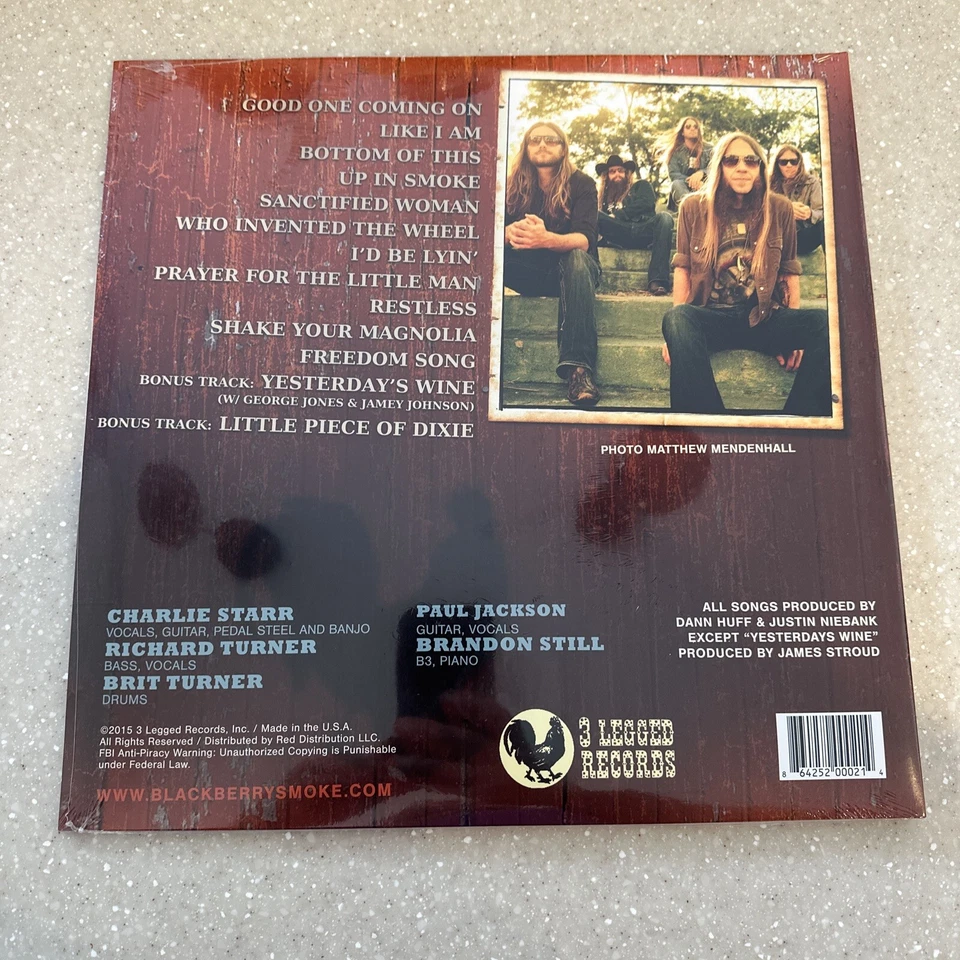 GOOD ONE COMING ON
LIKE I AM
BOTTOM OF THIS
UP IN SMOKE
SANCTIFIED WOMAN
WHO INVENTED THE WHEEL
I'D BE LYIN'
PRAYER FOR THE LITTLE MAN
RESTLESS
SHAKE YOUR MAGNOLIA
FREEDOM SONG
BONUS TRACK: YESTERDAY'S WINE
(W/ GEORGE JONES & JAMEY JOHNSON)
BONUS TRACK: LITTLE PIECE OF DIXIE
PHOTO MATTHEW MENDENHALL
CHARLIE STARR
VOCALS, GUITAR, PEDAL STEEL AND BANJO
RICHARD TURNER
BASS, VOCALS
BRIT TURNER
DRUMS
PAUL JACKSON
GUITAR, VOCALS
BRANDON STILL
B3, PIANO
ALL SONGS PRODUCED BY
DANN HUFF & JUSTIN NIEBANK
EXCEPT "YESTERDAYS WINE"
PRODUCED BY JAMES STROUD
©2015 3 Legged Records, Inc. / Made in the U.S.A.
All Rights Reserved / Distributed by Red Distribution LLC.
FBI Anti-Piracy Warning: Unauthorized Copying is Punishable
under Federal Law.
WWW.BLACKBERRYSMOKE.COM
3 LEGGED
RECORDS
8 64252 00021 4